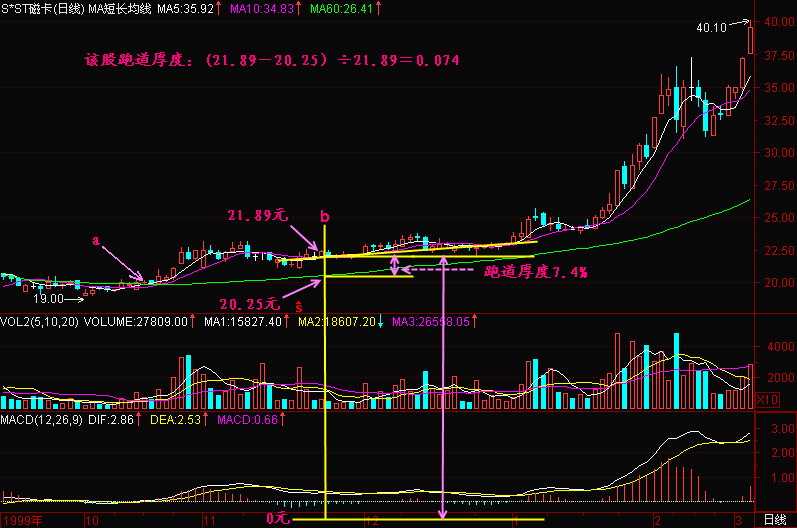 S*ST磁卡(日线) MA短长均线 MA5:35.92↑ MA10:34.83↑ MA60:26.41↑
40.10
40.00
该股跑道厚度：(21.89－20.25) ÷21.89＝0.074
37.50
35.00
32.50
30.00
27.50
25.00
21.89元
b
a
22.50
跑道厚度7.4%
20.00
19.00
20.25元
ŝ
VOL2(5,10,20) VOLUME:27809.00↑ MA1:15827.40↑ MA2:18607.20↓ MA3:26558.05↑
4000
2000
X10
MACD(12,26,9) DIF:2.86↑ DEA:2.53↑ MACD:0.66↑
3.00
2.00
1.00
0元
1999年 10 11 12 1 2 3 日线